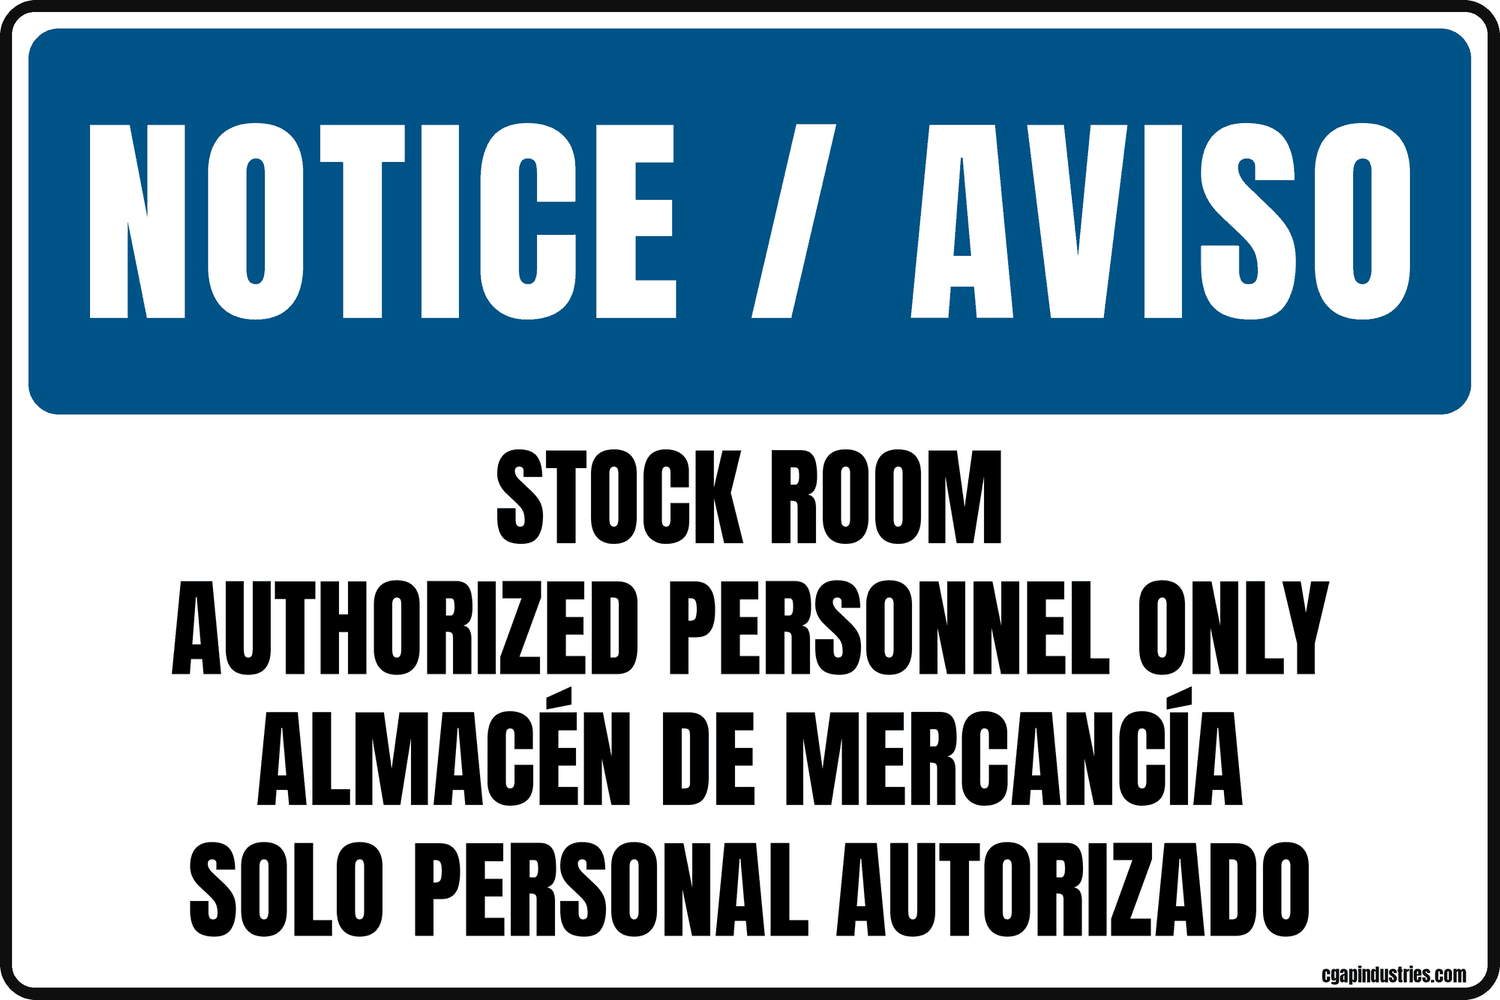 NOTICE / AVISO
STOCK ROOM
AUTHORIZED PERSONNEL ONLY
ALMACÉN DE MERCANCÍA
SOLO PERSONAL AUTORIZADO
cgapindustries.com